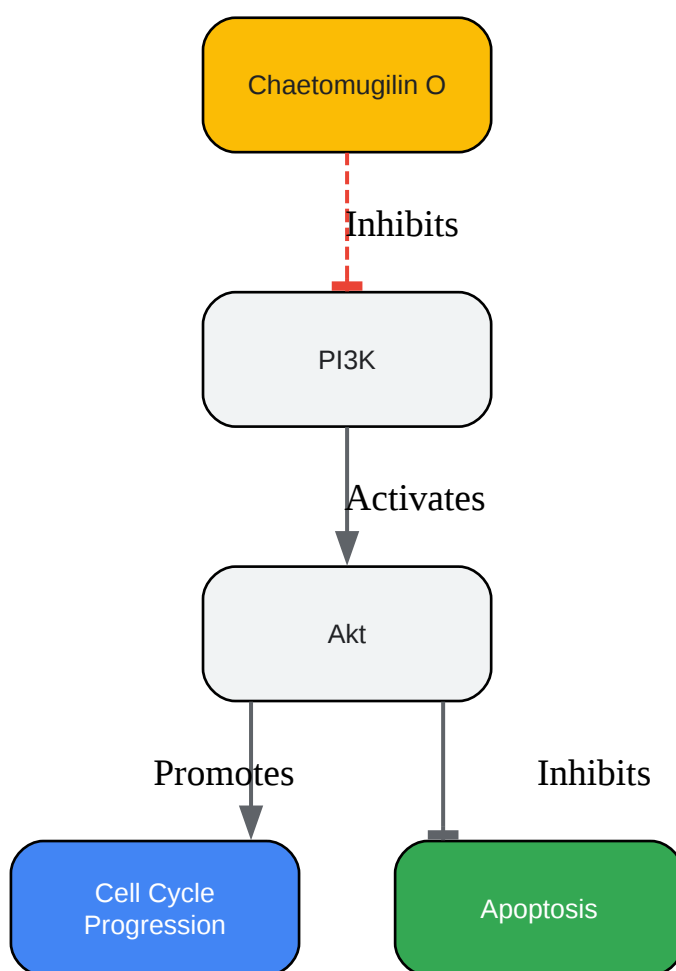 Chaetomugilin O
Inhibits
PI3K
Activates
Akt
Promotes
Inhibits
Cell Cycle
Progression
Apoptosis